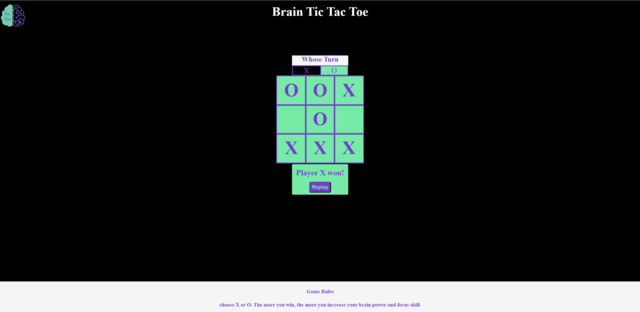 Brain Tic Tac Toe
Whose Turn
X O
O O X
O
X X X
Player X won!
Replay
Game Rules
choose X or O. The more you win, the more you increase your brain power and focus skill.